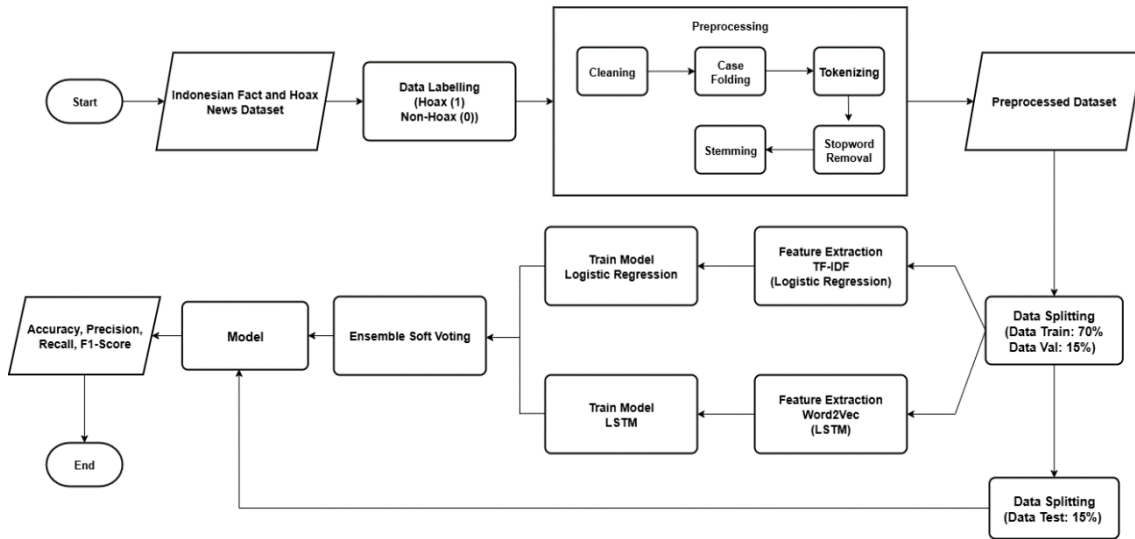 Preprocessing
Start
Indonesian Fact and Hoax
News Dataset
Data Labelling
(Hoax (1)
Non-Hoax (0))
Cleaning
Case
Folding
Tokenizing
Stemming
Stopword
Removal
Preprocessed Dataset
Accuracy, Precision,
Recall, F1-Score
Model
Ensemble Soft Voting
Train Model
Logistic Regression
Feature Extraction
TF-IDF
(Logistic Regression)
Data Splitting
(Data Train: 70%
Data Val: 15%)
Train Model
LSTM
Feature Extraction
Word2Vec
(LSTM)
End
Data Splitting
(Data Test: 15%)